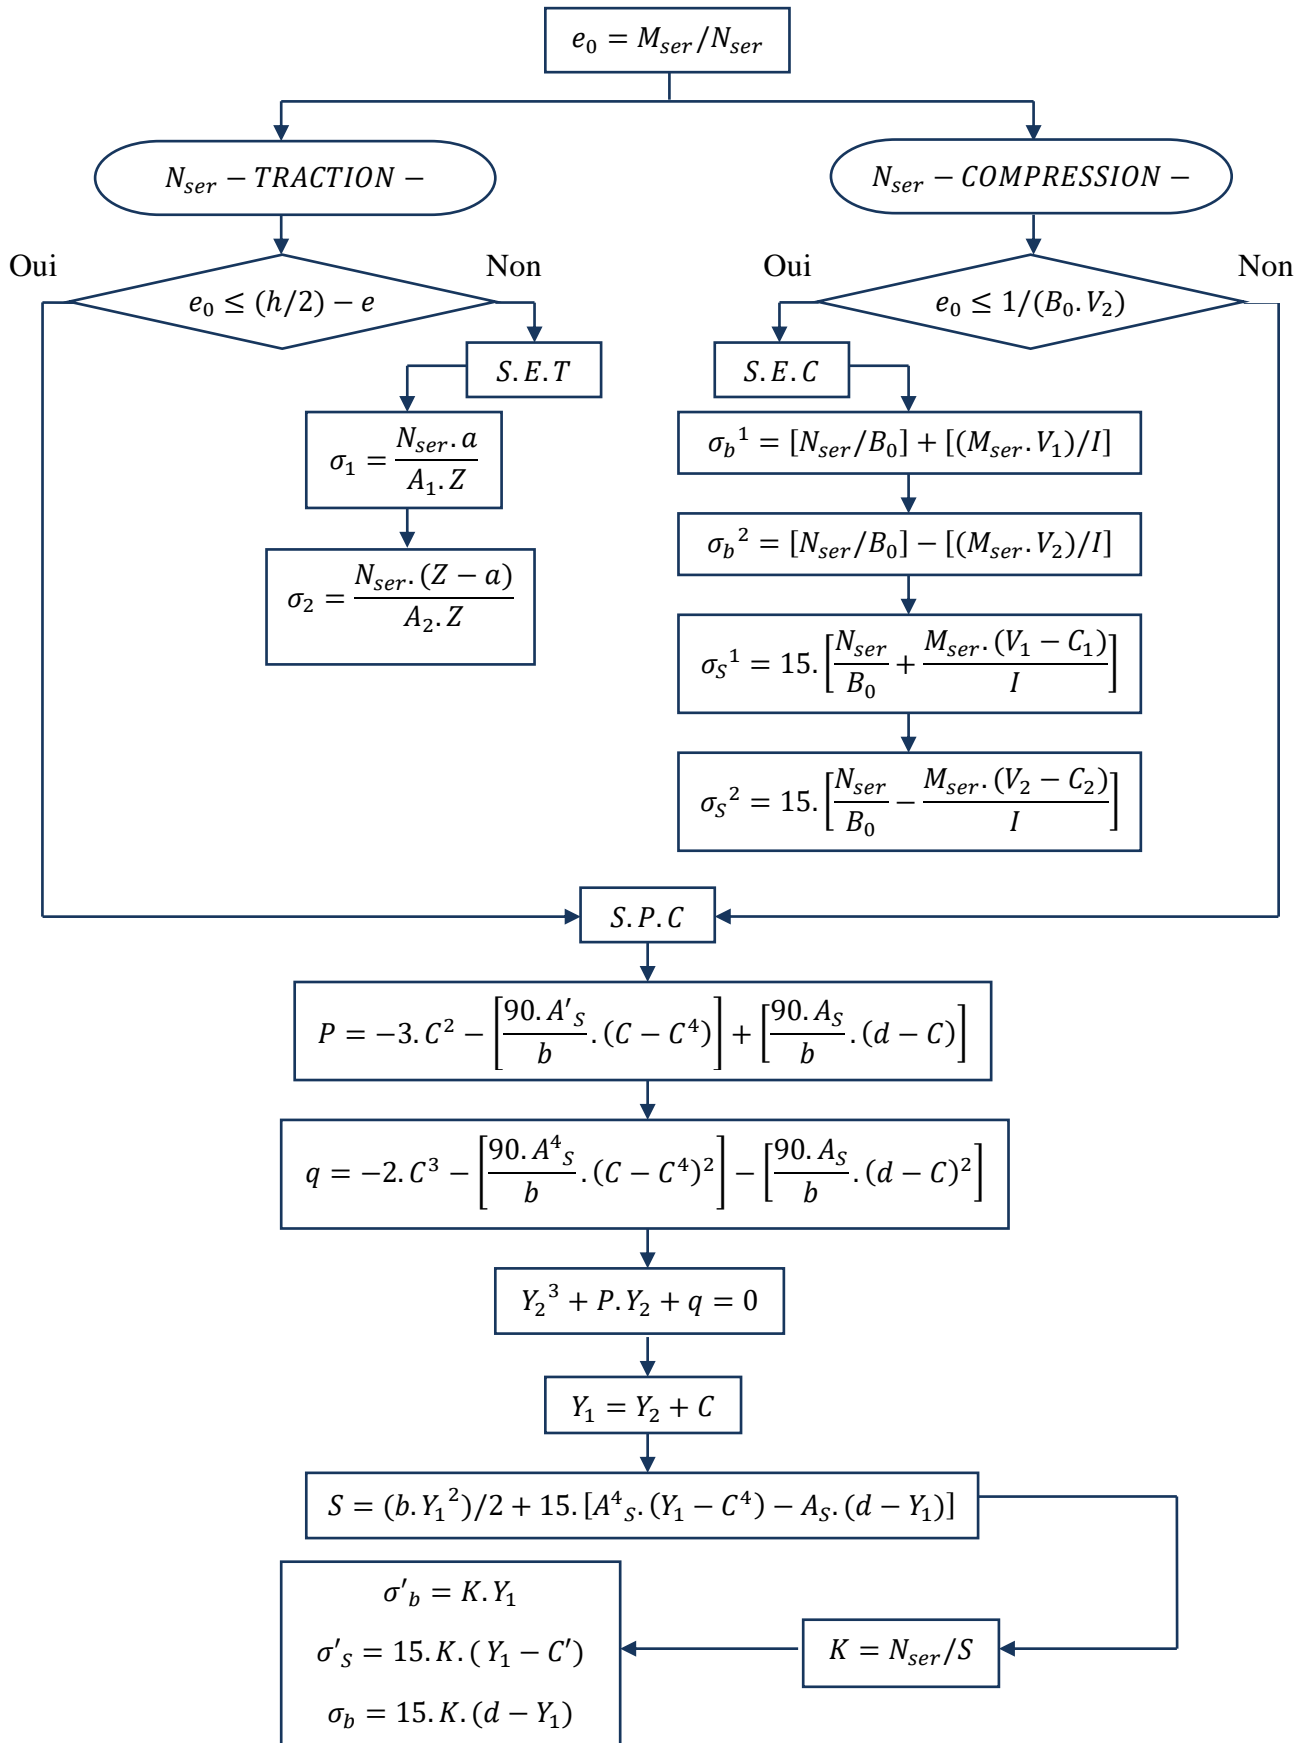 e₀ = M_ser/N_ser
N_ser − TRACTION −
N_ser − COMPRESSION −
Oui
Non
Oui
Non
e₀ ≤ (h/2) − e
e₀ ≤ 1/(B₀.V₂)
S.E.T
S.E.C
σ₁ = (N_ser.a)/(A₁.Z)
σ₂ = (N_ser.(Z − a))/(A₂.Z)
σ_b¹ = [N_ser/B₀] + [(M_ser.V₁)/I]
σ_b² = [N_ser/B₀] − [(M_ser.V₂)/I]
σ_S¹ = 15.[N_ser/B₀ + (M_ser.(V₁ − C₁))/I]
σ_S² = 15.[N_ser/B₀ − (M_ser.(V₂ − C₂))/I]
S.P.C
P = −3.C² − [(90.A'_S)/b.(C − C⁴)] + [(90.A_S)/b.(d − C)]
q = −2.C³ − [(90.A⁴_S)/b.(C − C⁴)²] − [(90.A_S)/b.(d − C)²]
Y₂³ + P.Y₂ + q = 0
Y₁ = Y₂ + C
S = (b.Y₁²)/2 + 15.[A⁴_S.(Y₁ − C⁴) − A_S.(d − Y₁)]
K = N_ser/S
σ'_b = K.Y₁
σ'_S = 15.K.(Y₁ − C')
σ_b = 15.K.(d − Y₁)